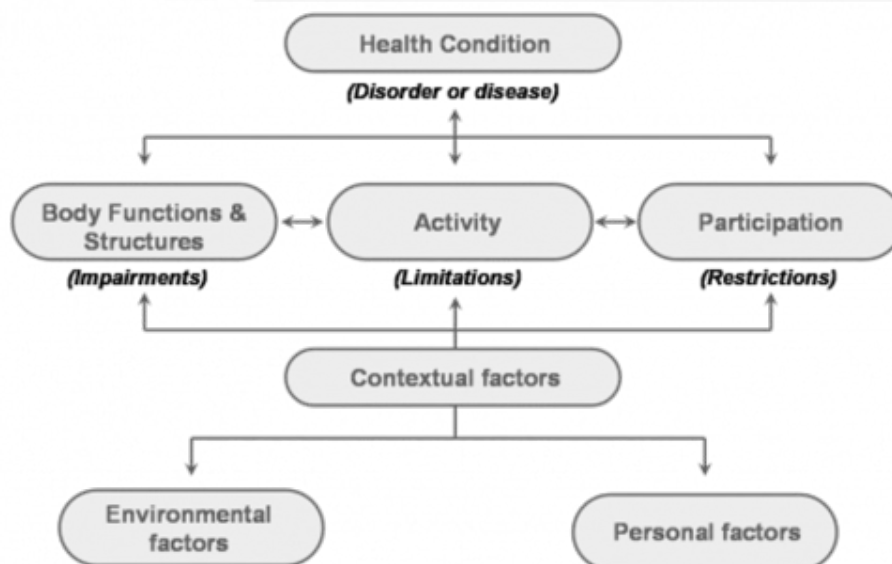 Health Condition
(Disorder or disease)
Body Functions &
Structures
Activity
Participation
(Impairments)
(Limitations)
(Restrictions)
Contextual factors
Environmental
factors
Personal factors